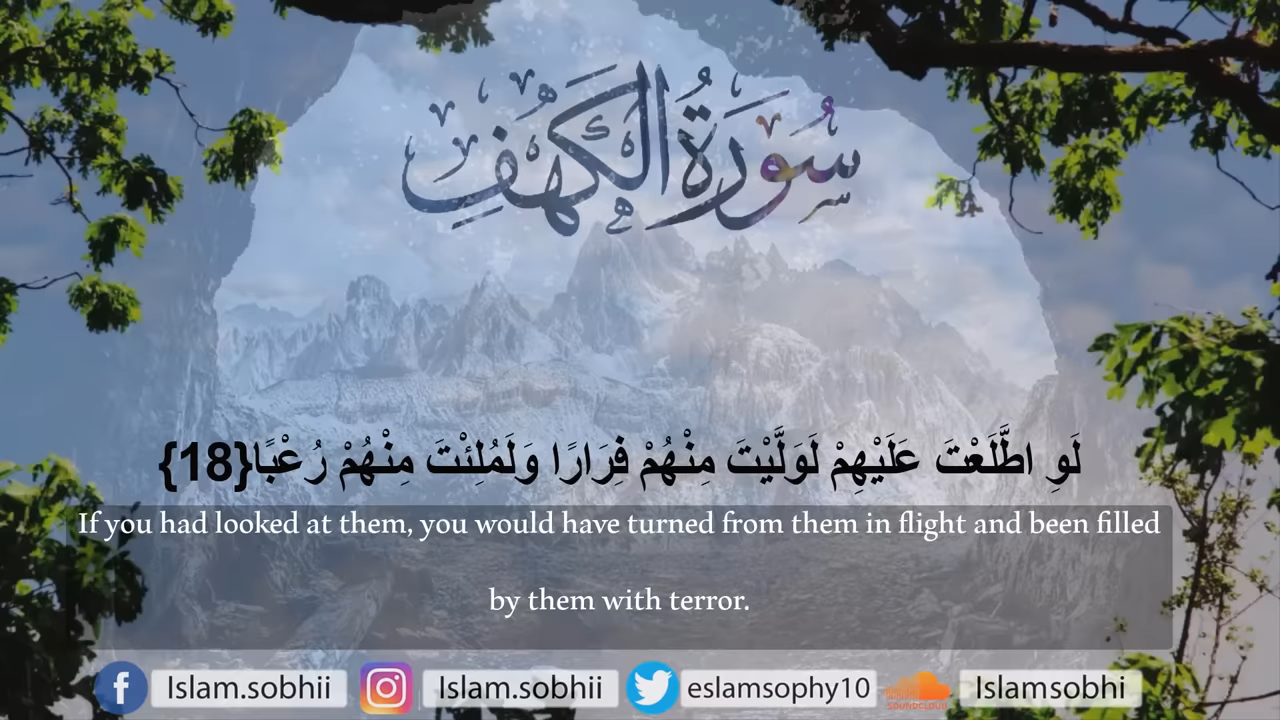 سُورَةُ الكَهْفِ
لَوِ اطَّلَعْتَ عَلَيْهِمْ لَوَلَّيْتَ مِنْهُمْ فِرَارًا وَلَمُلِئْتَ مِنْهُمْ رُعْبًا{18}
If you had looked at them, you would have turned from them in flight and been filled
by them with terror.
Islam.sobhii Islam.sobhii eslamsophy10 SOUNDCLOUD Islamsobhi